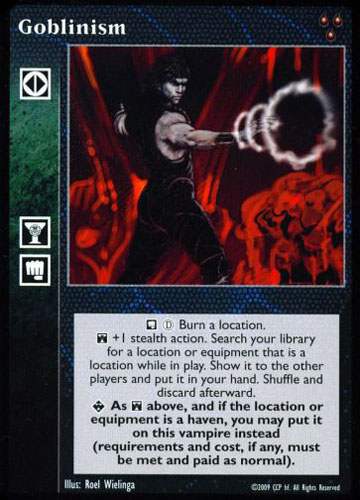 Goblinism
D Burn a location.
+1 stealth action. Search your library
for a location or equipment that is a
location while in play. Show it to the other
players and put it in your hand. Shuffle and
discard afterward.
As above, and if the location or
equipment is a haven, you may put it
on this vampire instead
(requirements and cost, if any, must
be met and paid as normal).
Illus: Roel Wielinga
©2009 CCP hf. All Rights Reserved